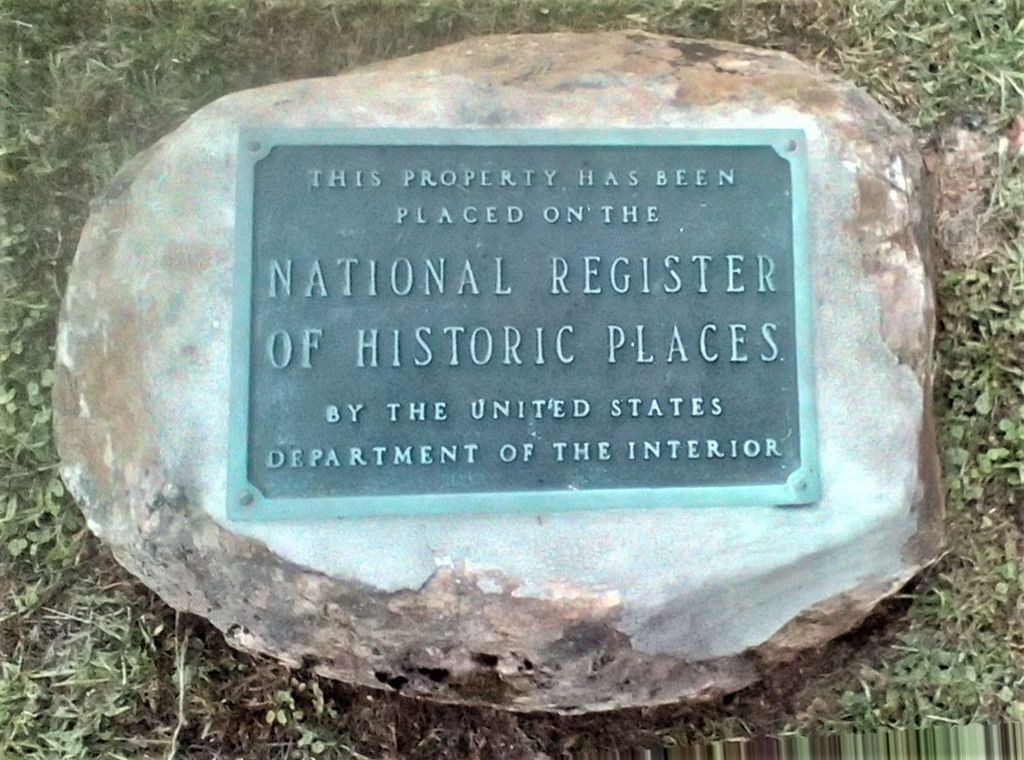 THIS PROPERTY HAS BEEN
PLACED ON THE
NATIONAL REGISTER
OF HISTORIC PLACES
BY THE UNITED STATES
DEPARTMENT OF THE INTERIOR